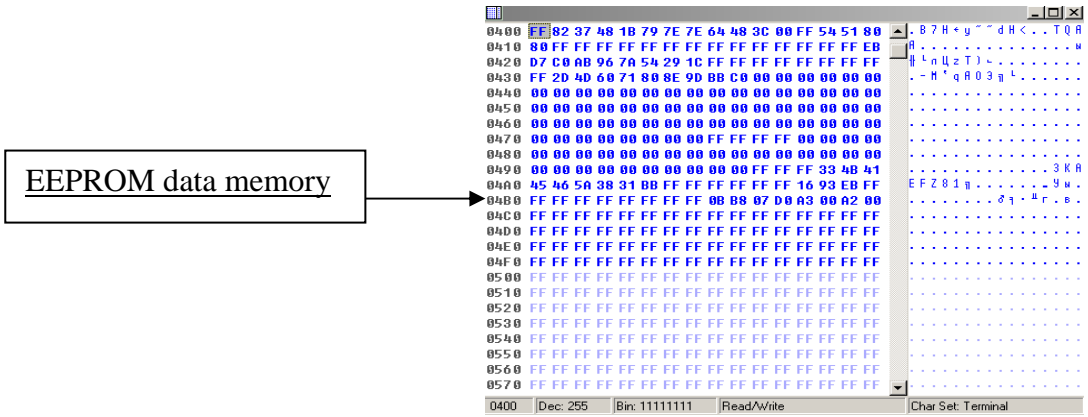 EEPROM data memory
0400 FF 82 37 48 1B 79 7E 7E 64 48 3C 00 FF 54 51 80
0410 80 FF FF FF FF FF FF FF FF FF FF FF FF FF FF EB
0420 D7 C0 AB 96 7A 54 29 1C FF FF FF FF FF FF FF FF
0430 FF 2D 4D 60 71 80 8E 9D BB C0 00 00 00 00 00 00
0440 00 00 00 00 00 00 00 00 00 00 00 00 00 00 00 00
0450 00 00 00 00 00 00 00 00 00 00 00 00 00 00 00 00
0460 00 00 00 00 00 00 00 00 00 00 00 00 00 00 00 00
0470 00 00 00 00 00 00 00 00 FF FF FF FF 00 00 00 00
0480 00 00 00 00 00 00 00 00 00 00 00 00 00 00 00 00
0490 00 00 00 00 00 00 00 00 00 00 FF FF FF 33 4B 41
04A0 45 46 5A 38 31 BB FF FF FF FF FF FF 16 93 EB FF
04B0 FF FF FF FF FF FF FF FF 0B B8 07 D0 A3 00 A2 00
04C0 FF FF FF FF FF FF FF FF FF FF FF FF FF FF FF FF
04D0 FF FF FF FF FF FF FF FF FF FF FF FF FF FF FF FF
04E0 FF FF FF FF FF FF FF FF FF FF FF FF FF FF FF FF
04F0 FF FF FF FF FF FF FF FF FF FF FF FF FF FF FF FF
0500 FF FF FF FF FF FF FF FF FF FF FF FF FF FF FF FF
0510 FF FF FF FF FF FF FF FF FF FF FF FF FF FF FF FF
0520 FF FF FF FF FF FF FF FF FF FF FF FF FF FF FF FF
0530 FF FF FF FF FF FF FF FF FF FF FF FF FF FF FF FF
0540 FF FF FF FF FF FF FF FF FF FF FF FF FF FF FF FF
0550 FF FF FF FF FF FF FF FF FF FF FF FF FF FF FF FF
0560 FF FF FF FF FF FF FF FF FF FF FF FF FF FF FF FF
0570 FF FF FF FF FF FF FF FF FF FF FF FF FF FF FF FF
0400 Dec: 255 Bin: 11111111 Read/Write Char Set: Terminal